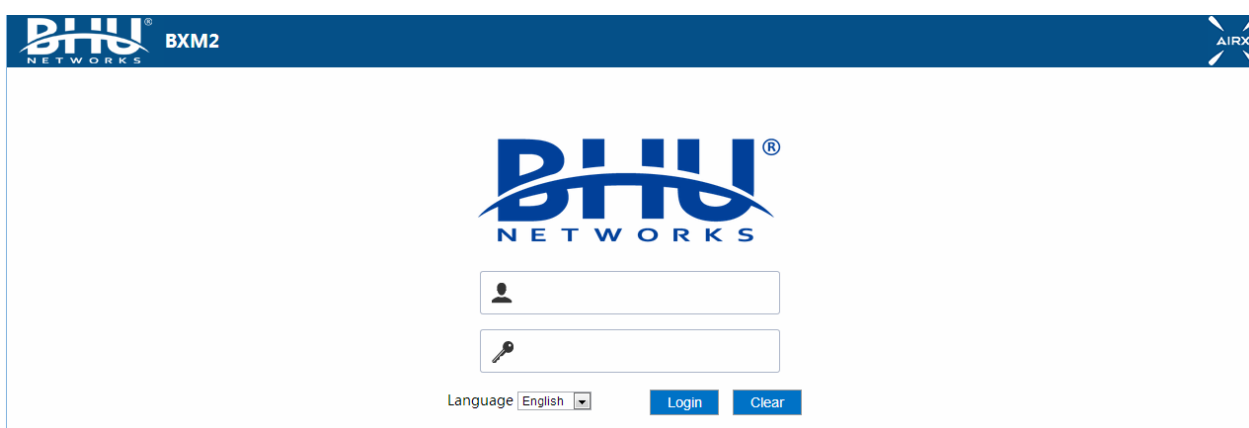 BHU® BXM2
NETWORKS
AIRX
BHU®
NETWORKS
Language English Login Clear